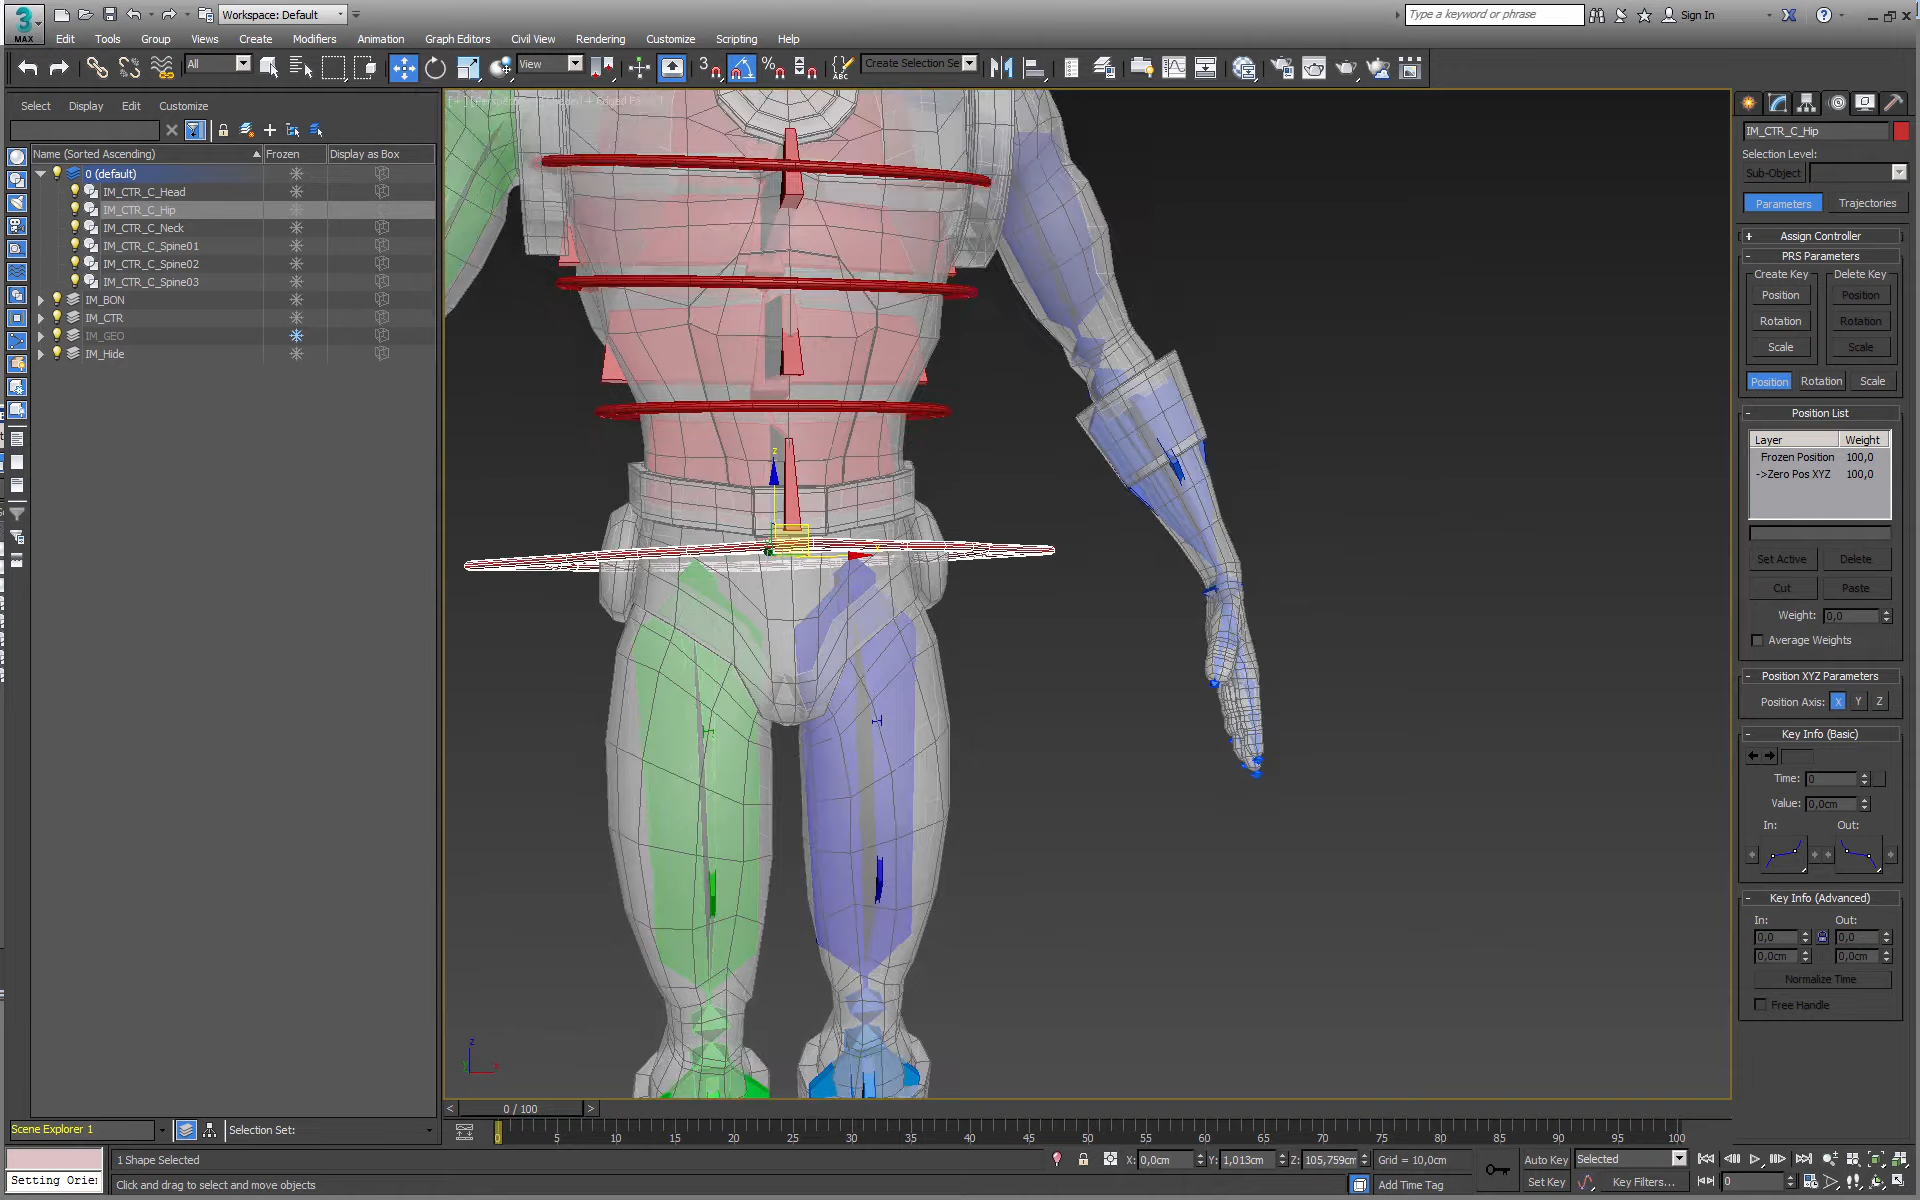 3
MAX
Workspace: Default
Type a keyword or phrase
Sign In
Edit Tools Group Views Create Modifiers Animation Graph Editors Civil View Rendering Customize Scripting Help
All
View
3
%
ABC
Create Selection Se
Select Display Edit Customize
Name (Sorted Ascending) Frozen Display as Box
0 (default)
IM_CTR_C_Head
IM_CTR_C_Hip
IM_CTR_C_Neck
IM_CTR_C_Spine01
IM_CTR_C_Spine02
IM_CTR_C_Spine03
IM_BON
IM_CTR
IM_GEO
IM_Hide
z
x
z
IM_CTR_C_Hip
Selection Level:
Sub-Object
Parameters Trajectories
+ Assign Controller
- PRS Parameters
Create Key Delete Key
Position Position
Rotation Rotation
Scale Scale
Position Rotation Scale
- Position List
Layer Weight
Frozen Position 100,0
->Zero Pos XYZ 100,0
Set Active Delete
Cut Paste
Weight: 0,0
Average Weights
- Position XYZ Parameters
Position Axis: X Y Z
- Key Info (Basic)
Time: 0
Value: 0,0cm
In: Out:
- Key Info (Advanced)
In: Out:
0,0 0,0
0,0cm 0,0cm
Normalize Time
Free Handle
< 0 / 100 >
Scene Explorer 1
Selection Set:
0 5 10 15 20 25 30 35 40 45 50 55 60 65 70 75 80 85 90 95 100
1 Shape Selected
X: 0,0cm Y: 1,013cm Z: 105,759cm Grid = 10,0cm
Auto Key Selected
Setting Orie
Click and drag to select and move objects
Add Time Tag
Set Key Key Filters...
0